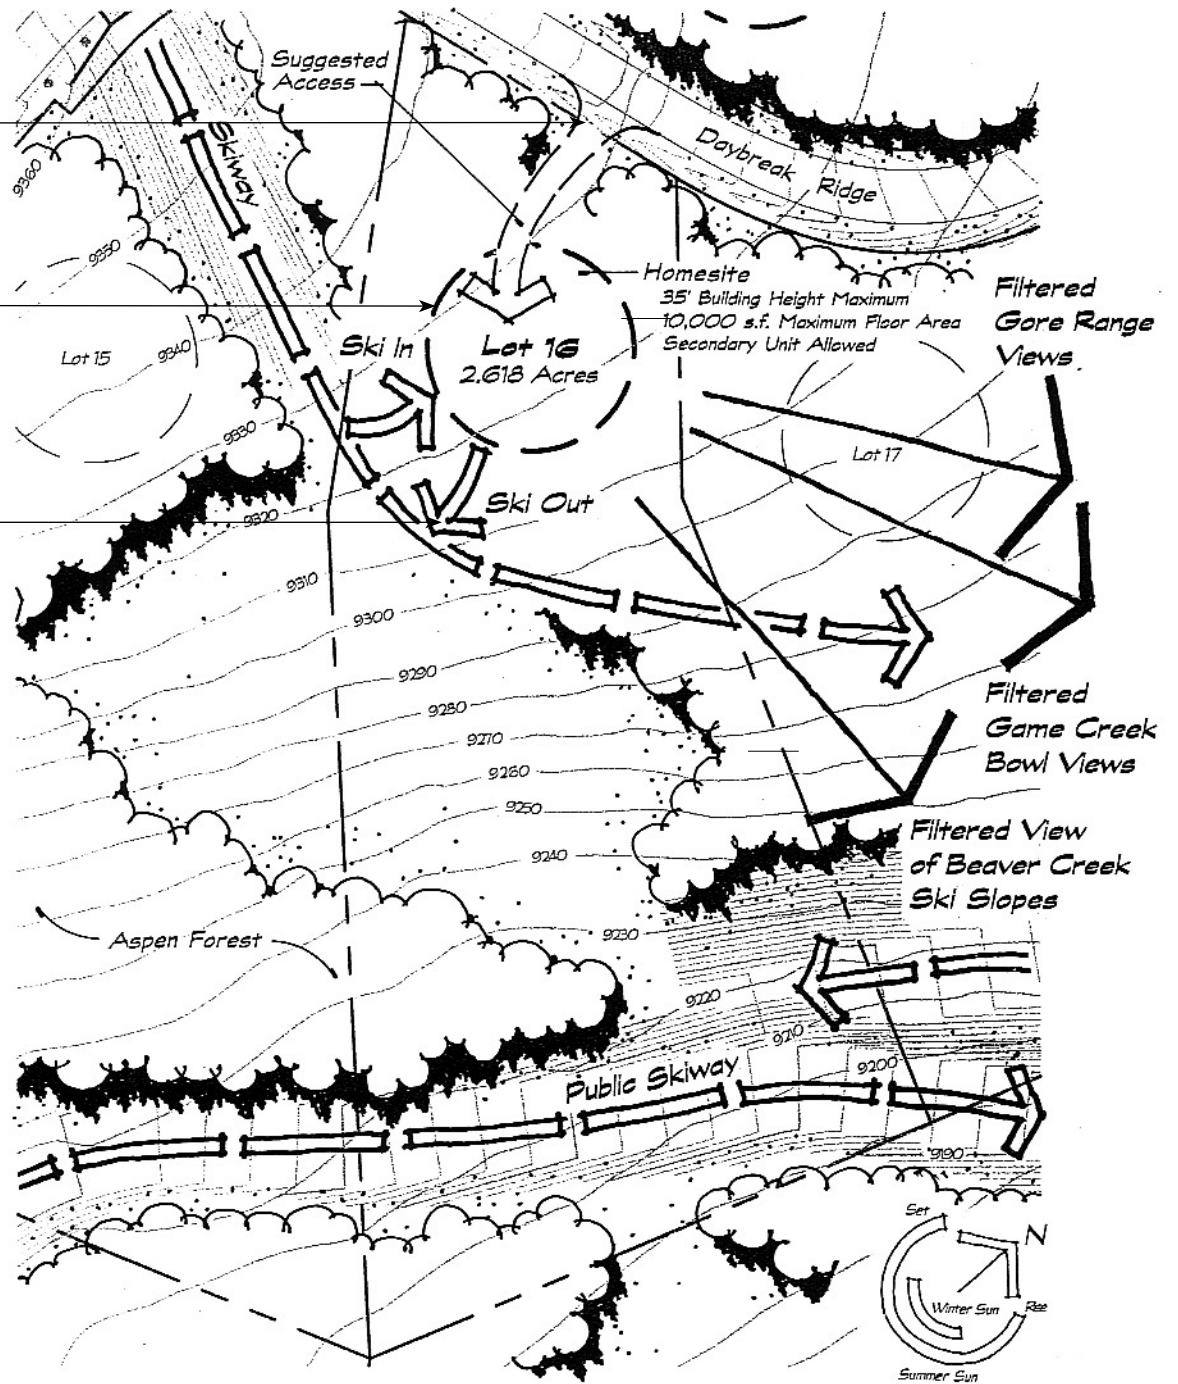 Suggested
Access
Skiway
Daybreak Ridge
9360
9350
Homesite
35' Building Height Maximum
10,000 s.f. Maximum Floor Area
Secondary Unit Allowed
Filtered
Gore Range
Views
Lot 15
9340
Ski In
Lot 16
2.618 Acres
9330
Lot 17
Ski Out
9320
9310
9300
9290
9280
9270
9260
9250
9240
Filtered
Game Creek
Bowl Views
Filtered View
of Beaver Creek
Ski Slopes
Aspen Forest
9230
9220
9210
9200
Public Skiway
9190
Set
N
Winter Sun
Rise
Summer Sun